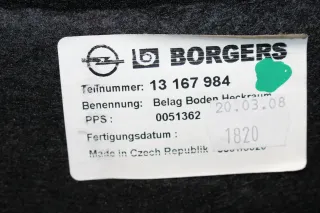 BORGERS
Teilnummer: 13 167 984
Benennung: Belag Boden Heckraum
20.03.08
PPS : 0051362
Fertigungsdatum :
1820
Made in Czech Republik